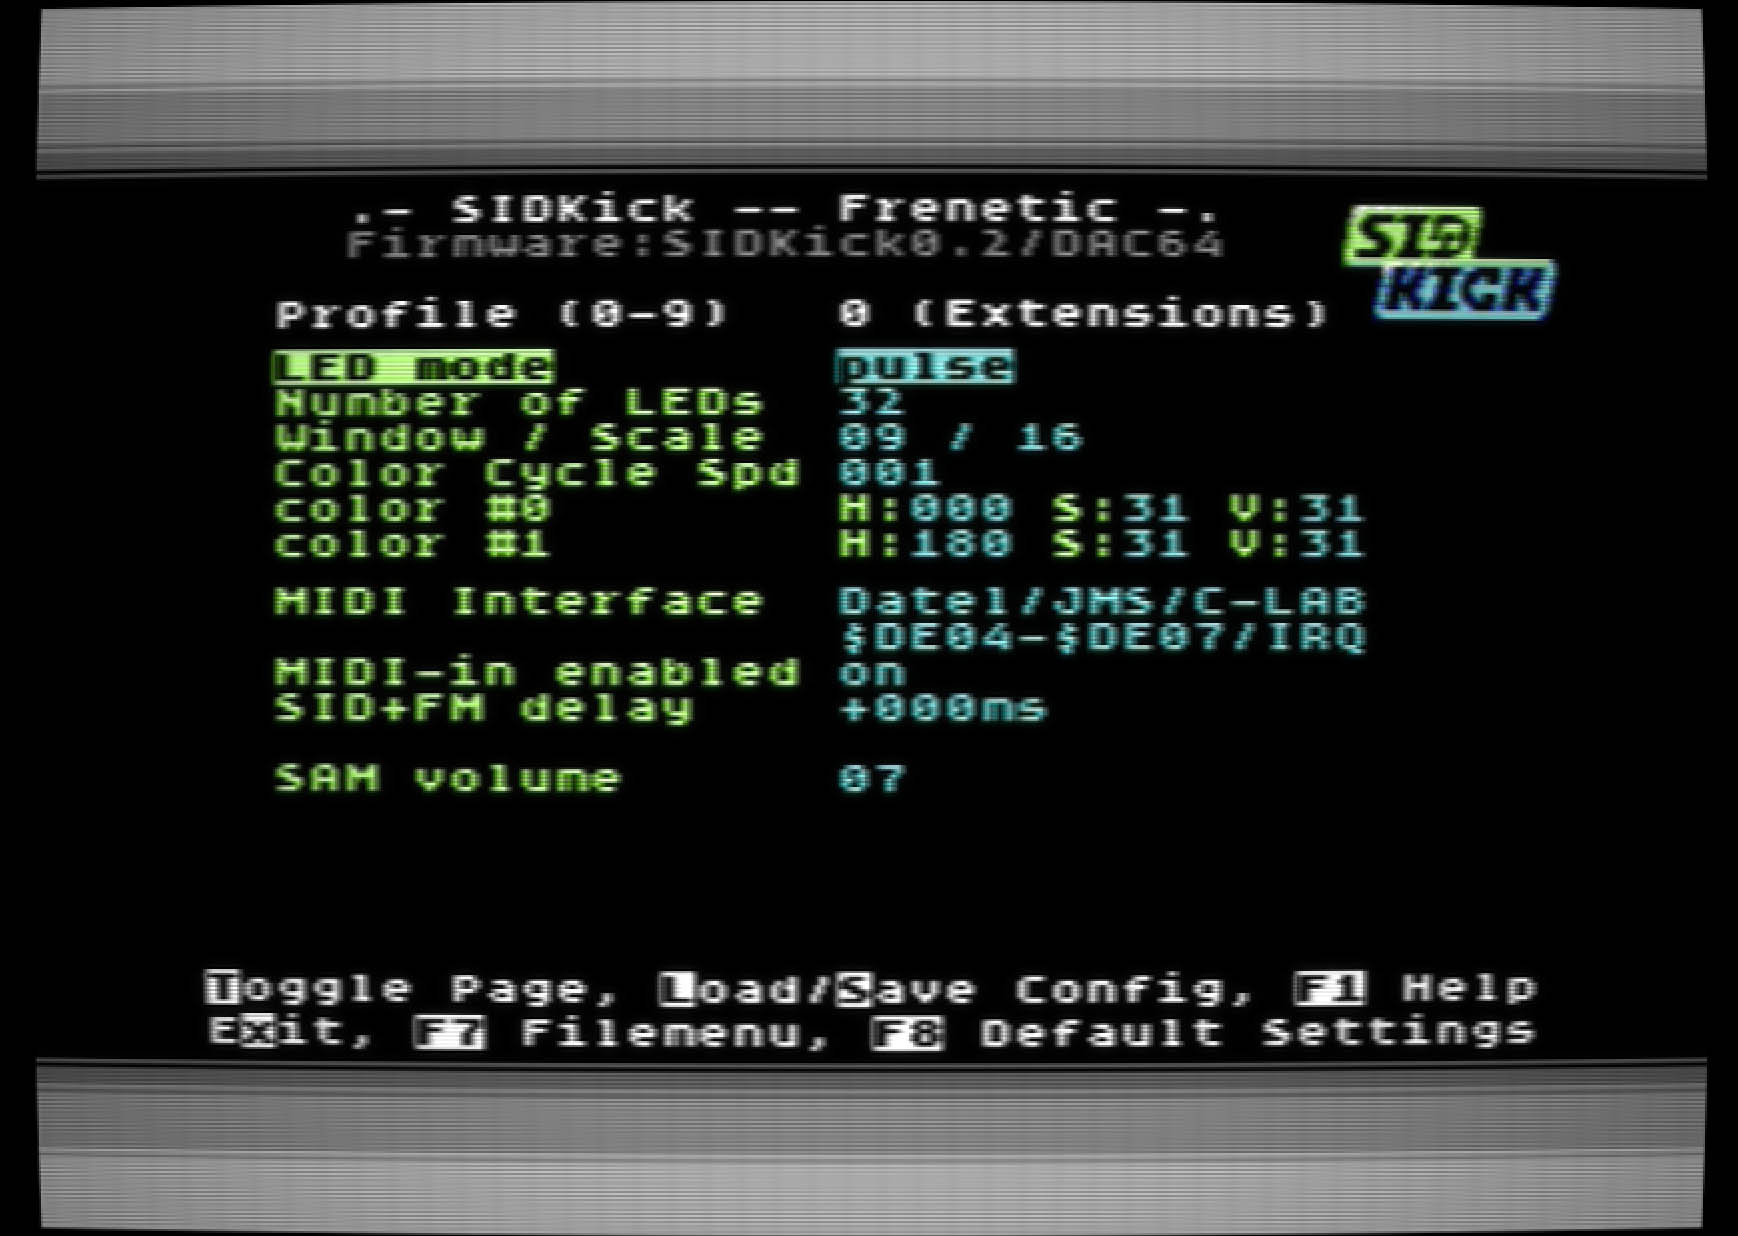 .- SIDKick -- Frenetic -.
Firmware:SIDKick0.2/DAC64
SID
KICK
Profile (0-9) 0 (Extensions)
LED mode pulse
Number of LEDs 32
Window / Scale 09 / 16
Color Cycle Spd 001
color #0 H:000 S:31 V:31
color #1 H:180 S:31 V:31
MIDI Interface Datel/JMS/C-LAB
§DE04-§DE07/IRQ
MIDI-in enabled on
SID+FM delay +000ms
SAM volume 07
Toggle Page, Load/Save Config, F1 Help
EXit, F7 Filemenu, F8 Default Settings